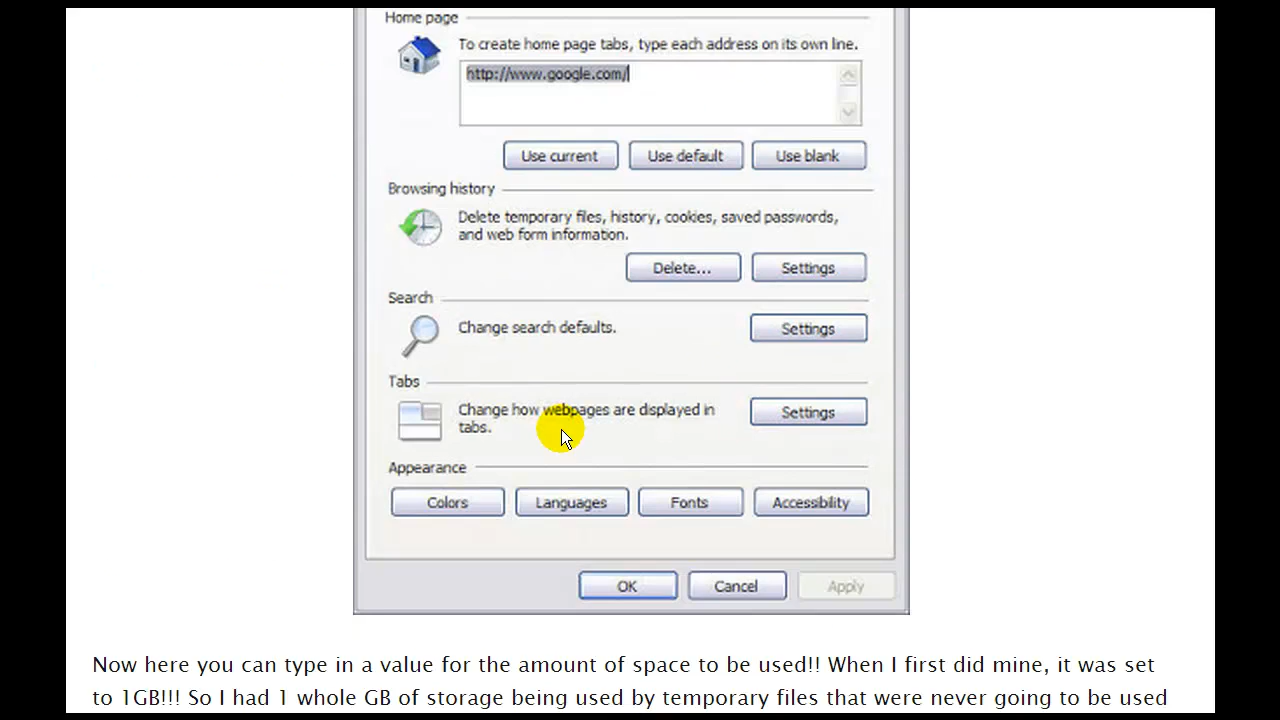 Home page
To create home page tabs, type each address on its own line.
http://www.google.com/
Use current Use default Use blank
Browsing history
Delete temporary files, history, cookies, saved passwords,
and web form information.
Delete... Settings
Search
Change search defaults. Settings
Tabs
Change how webpages are displayed in
tabs.
Settings
Appearance
Colors Languages Fonts Accessibility
OK Cancel Apply
Now here you can type in a value for the amount of space to be used!! When I first did mine, it was set
to 1GB!!! So I had 1 whole GB of storage being used by temporary files that were never going to be used